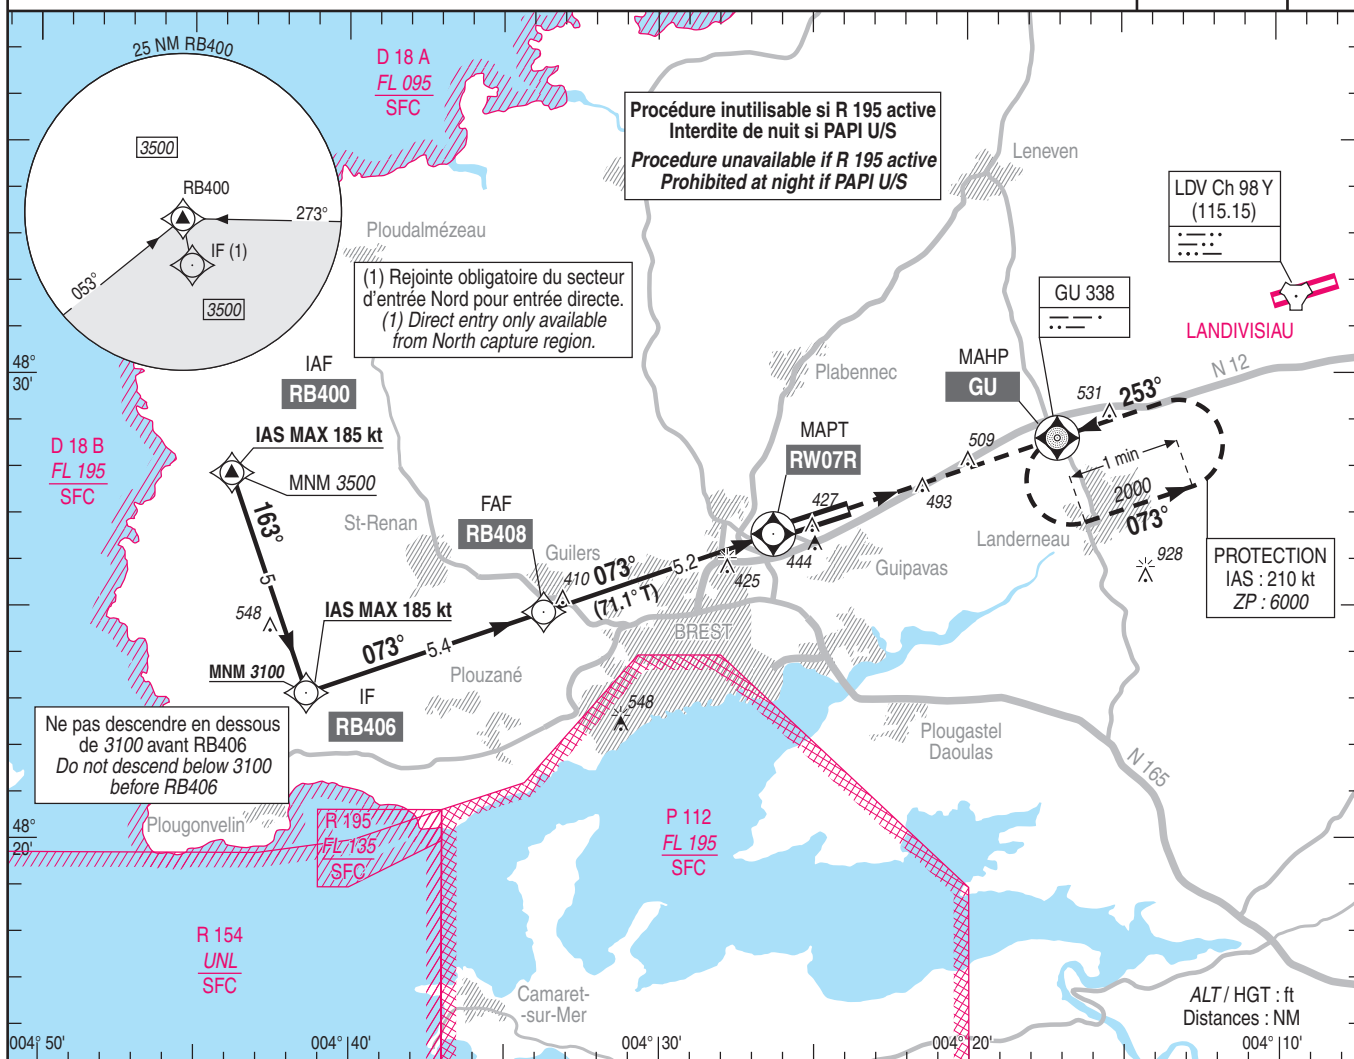 25 NM RB400
3500
RB400
273°
IF (1)
053°
3500
D 18 A
FL 095
SFC
Procédure inutilisable si R 195 active
Interdite de nuit si PAPI U/S
Procedure unavailable if R 195 active
Prohibited at night if PAPI U/S
Leneven
LDV Ch 98 Y
(115.15)
LANDIVISIAU
Ploudalmézeau
(1) Rejointe obligatoire du secteur
d'entrée Nord pour entrée directe.
(1) Direct entry only available
from North capture region.
GU 338
48°
30'
IAF
RB400
IAS MAX 185 kt
MNM 3500
D 18 B
FL 195
SFC
Plabennec
MAHP
GU
531
253°
N 12
MAPT
RW07R
509
1 min
2000
073°
493
427
444
425
Landerneau
928
PROTECTION
IAS : 210 kt
ZP : 6000
St-Renan
FAF
RB408
Guilers
410
073°
(71.1° T)
5.2
Guipavas
163°
5
548
IAS MAX 185 kt
073°
5.4
BREST
MNM 3100
IF
RB406
Plouzané
548
Plougastel
Daoulas
N 165
Ne pas descendre en dessous
de 3100 avant RB406
Do not descend below 3100
before RB406
Plougonvelin
48°
20'
R 195
FL 135
SFC
P 112
FL 195
SFC
R 154
UNL
SFC
Camaret-
-sur-Mer
ALT / HGT : ft
Distances : NM
004° 50'
004° 40'
004° 30'
004° 20'
004° 10'